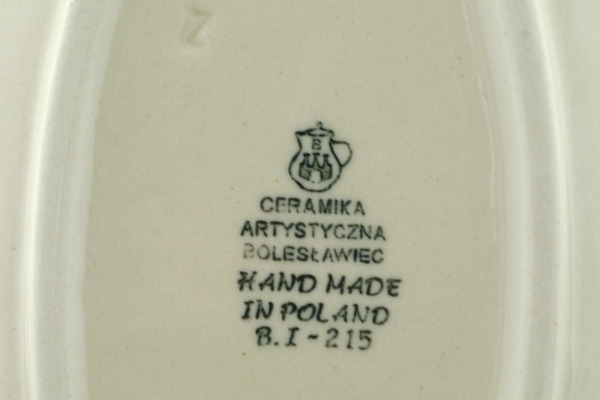 Z
B
CERAMIKA
ARTYSTYCZNA
BOLESŁAWIEC
HAND MADE
IN POLAND
B.I-215